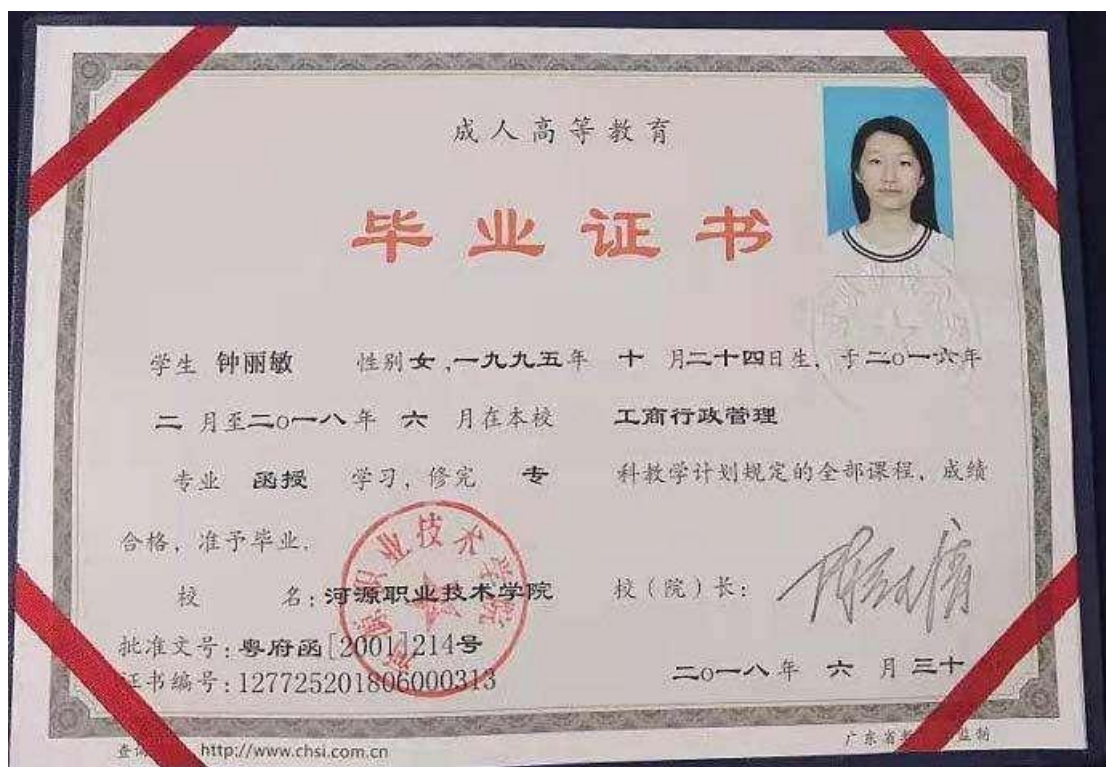 成人高等教育
毕业证书
学生 钟丽敏 性别 女 , 一九九五 年 十 月 二十四 日生, 于 二○一六 年
二 月至 二○一八 年 六 月在本校 工商行政管理
专业 函授 学习, 修完 专 科教学计划规定的全部课程, 成绩
合格, 准予毕业.
校 名: 河源职业技术学院 校(院)长:
批准文号: 粤府函[2001]214号
证书编号: 127725201806000313
二○一八 年 六 月 三十
http://www.chsi.com.cn 广东省 监制